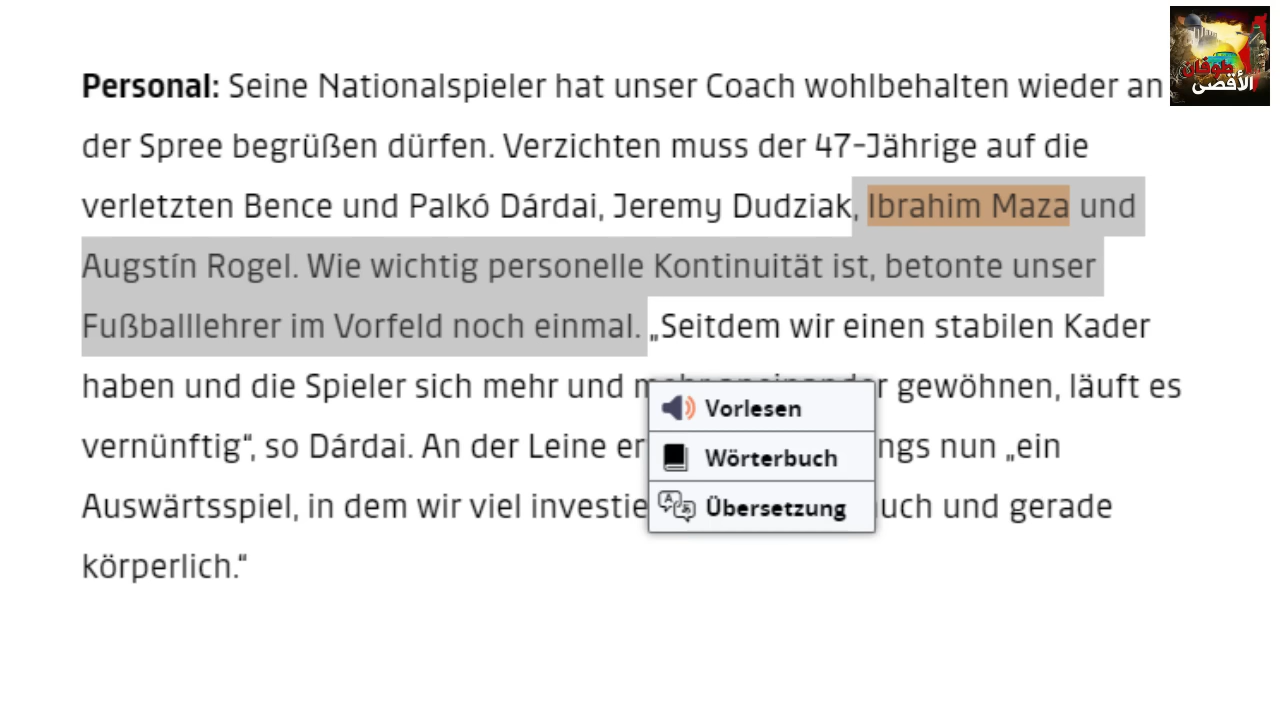 Personal: Seine Nationalspieler hat unser Coach wohlbehalten wieder an
der Spree begrüßen dürfen. Verzichten muss der 47-Jährige auf die
verletzten Bence und Palkó Dárdai, Jeremy Dudziak, Ibrahim Maza und
Augstín Rogel. Wie wichtig personelle Kontinuität ist, betonte unser
Fußballlehrer im Vorfeld noch einmal. „Seitdem wir einen stabilen Kader
haben und die Spieler sich mehr und mehr aneinander gewöhnen, läuft es
vernünftig“, so Dárdai. An der Leine er ngs nun „ein
Auswärtsspiel, in dem wir viel investie uch und gerade
körperlich.“
Vorlesen
Wörterbuch
Übersetzung
طوفان
الأقصى